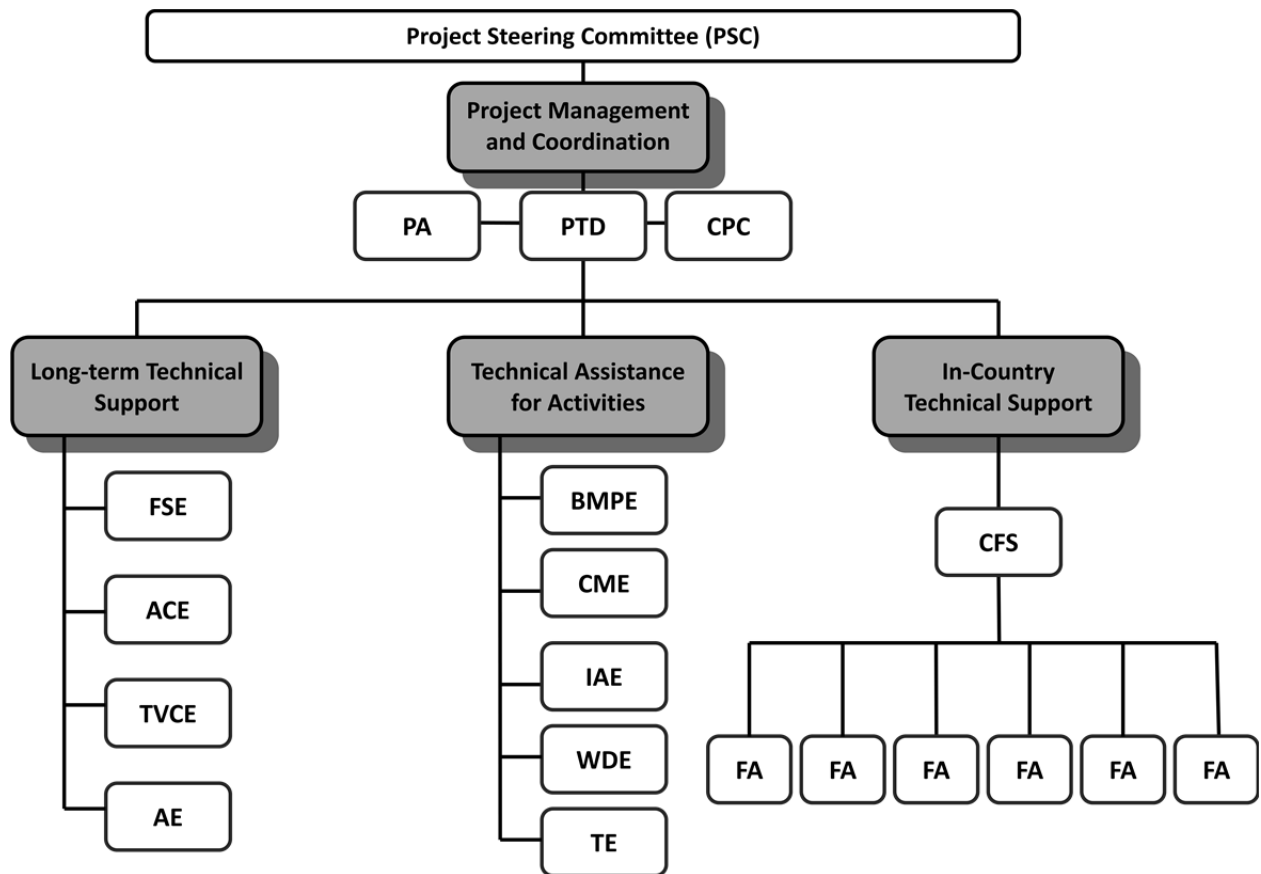 Project Steering Committee (PSC)
Project Management
and Coordination
PA
PTD
CPC
Long-term Technical
Support
FSE
ACE
TVCE
AE
Technical Assistance
for Activities
BMPE
CME
IAE
WDE
TE
In-Country
Technical Support
CFS
FA
FA
FA
FA
FA
FA